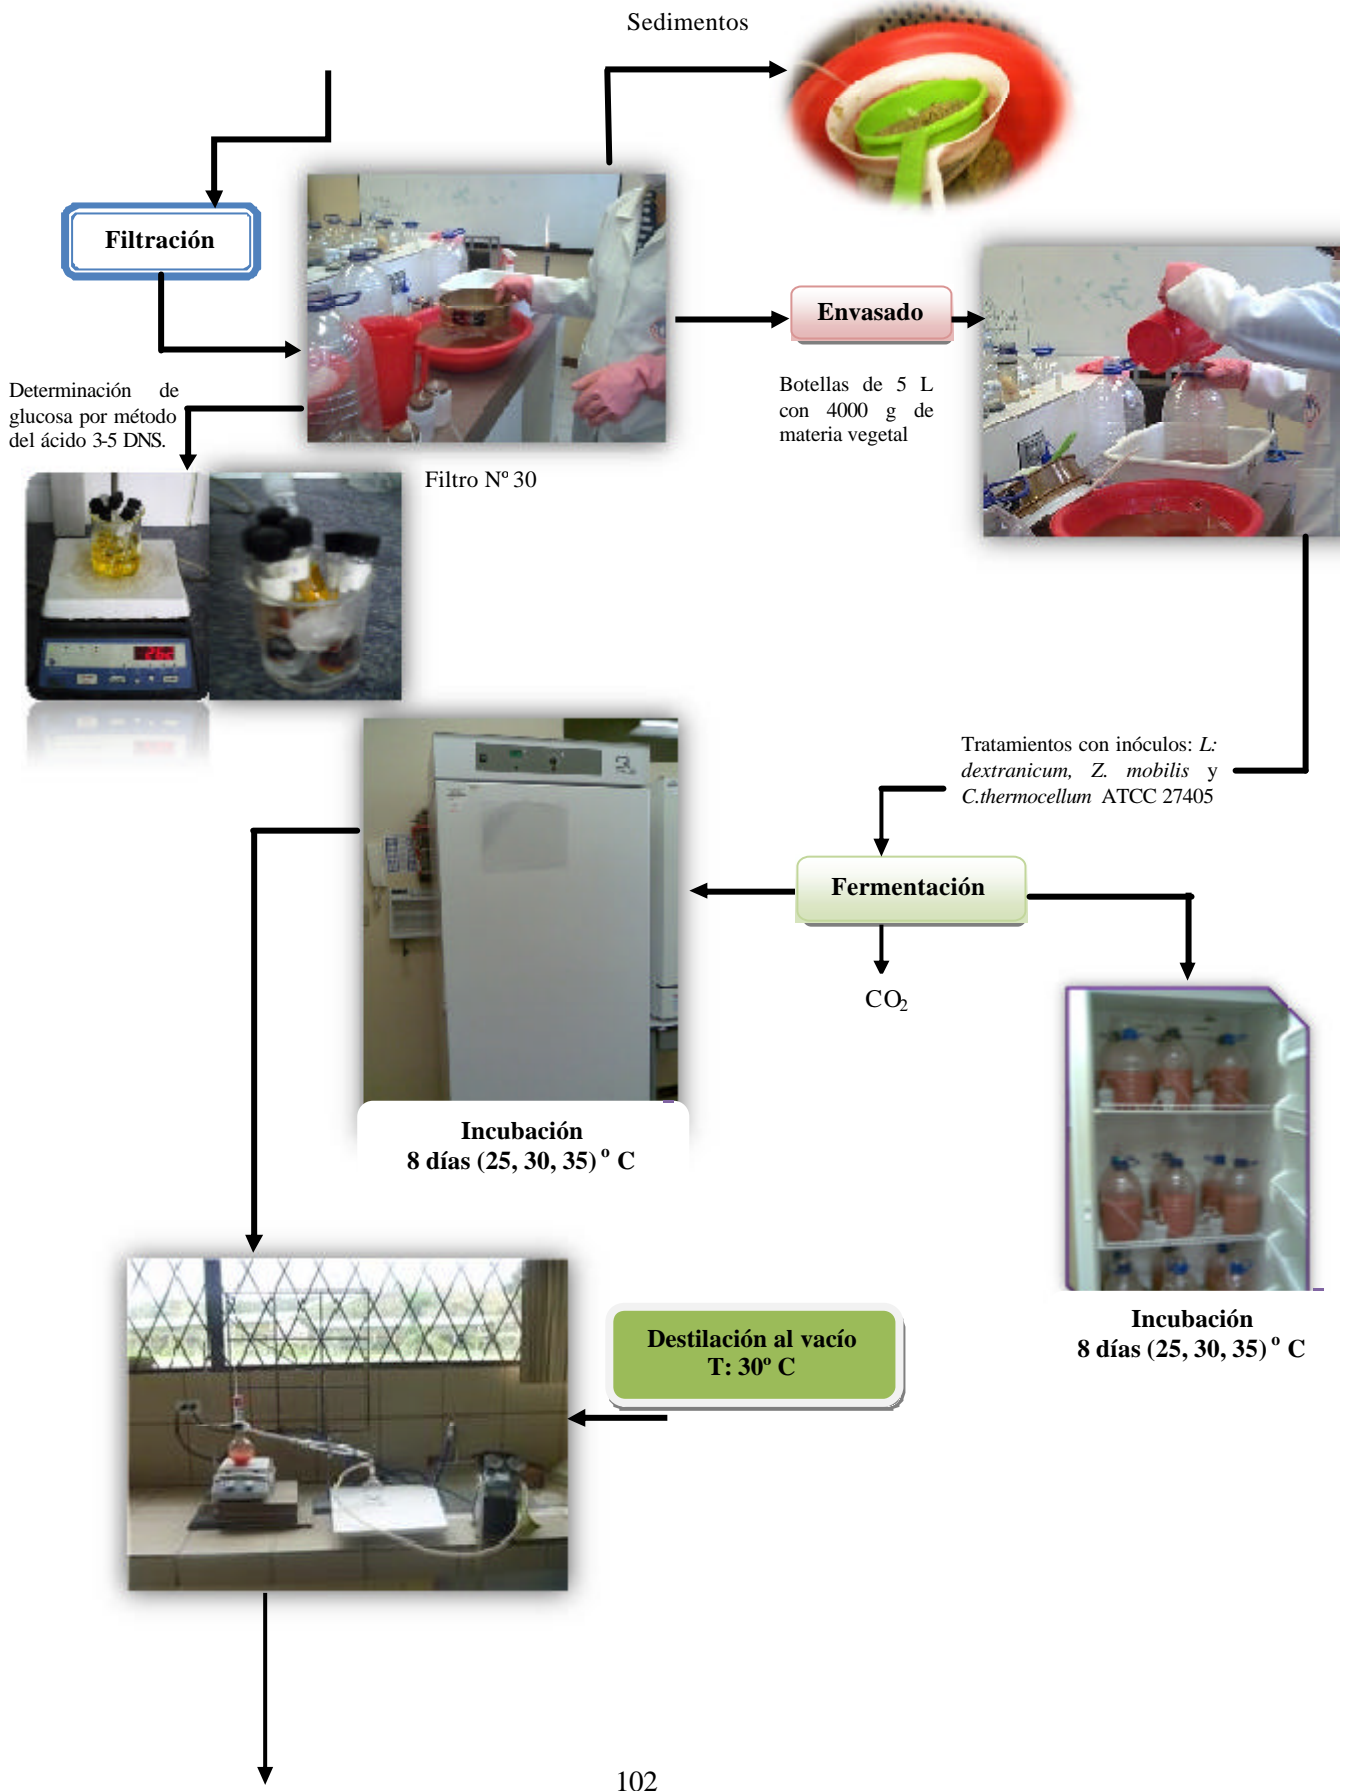 Sedimentos
Filtración
Envasado
Determinación de
glucosa por método
del ácido 3-5 DNS.
Botellas de 5 L
con 4000 g de
materia vegetal
Filtro Nº 30
Tratamientos con inóculos: L:
dextranicum, Z. mobilis y
C.thermocellum ATCC 27405
Fermentación
CO₂
Incubación
8 días (25, 30, 35) º C
Incubación
8 días (25, 30, 35) º C
Destilación al vacío
T: 30º C
102